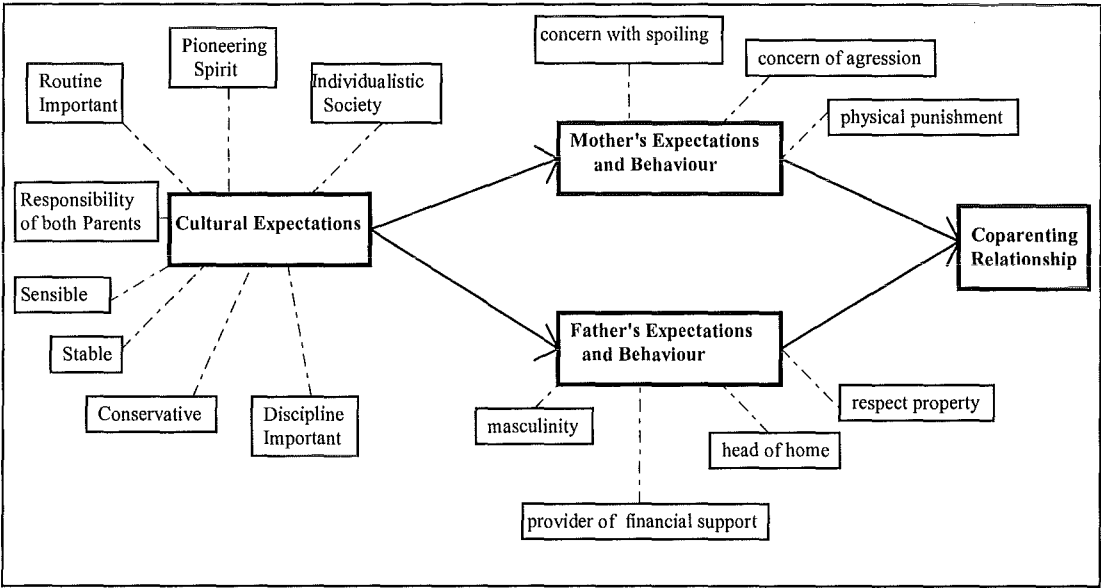 Pioneering
Spirit
Routine
Important
Individualistic
Society
Responsibility
of both Parents
Cultural Expectations
Sensible
Stable
Conservative
Discipline
Important
concern with spoiling
concern of agression
physical punishment
Mother's Expectations
and Behaviour
Father's Expectations
and Behaviour
masculinity
provider of financial support
head of home
respect property
Coparenting
Relationship